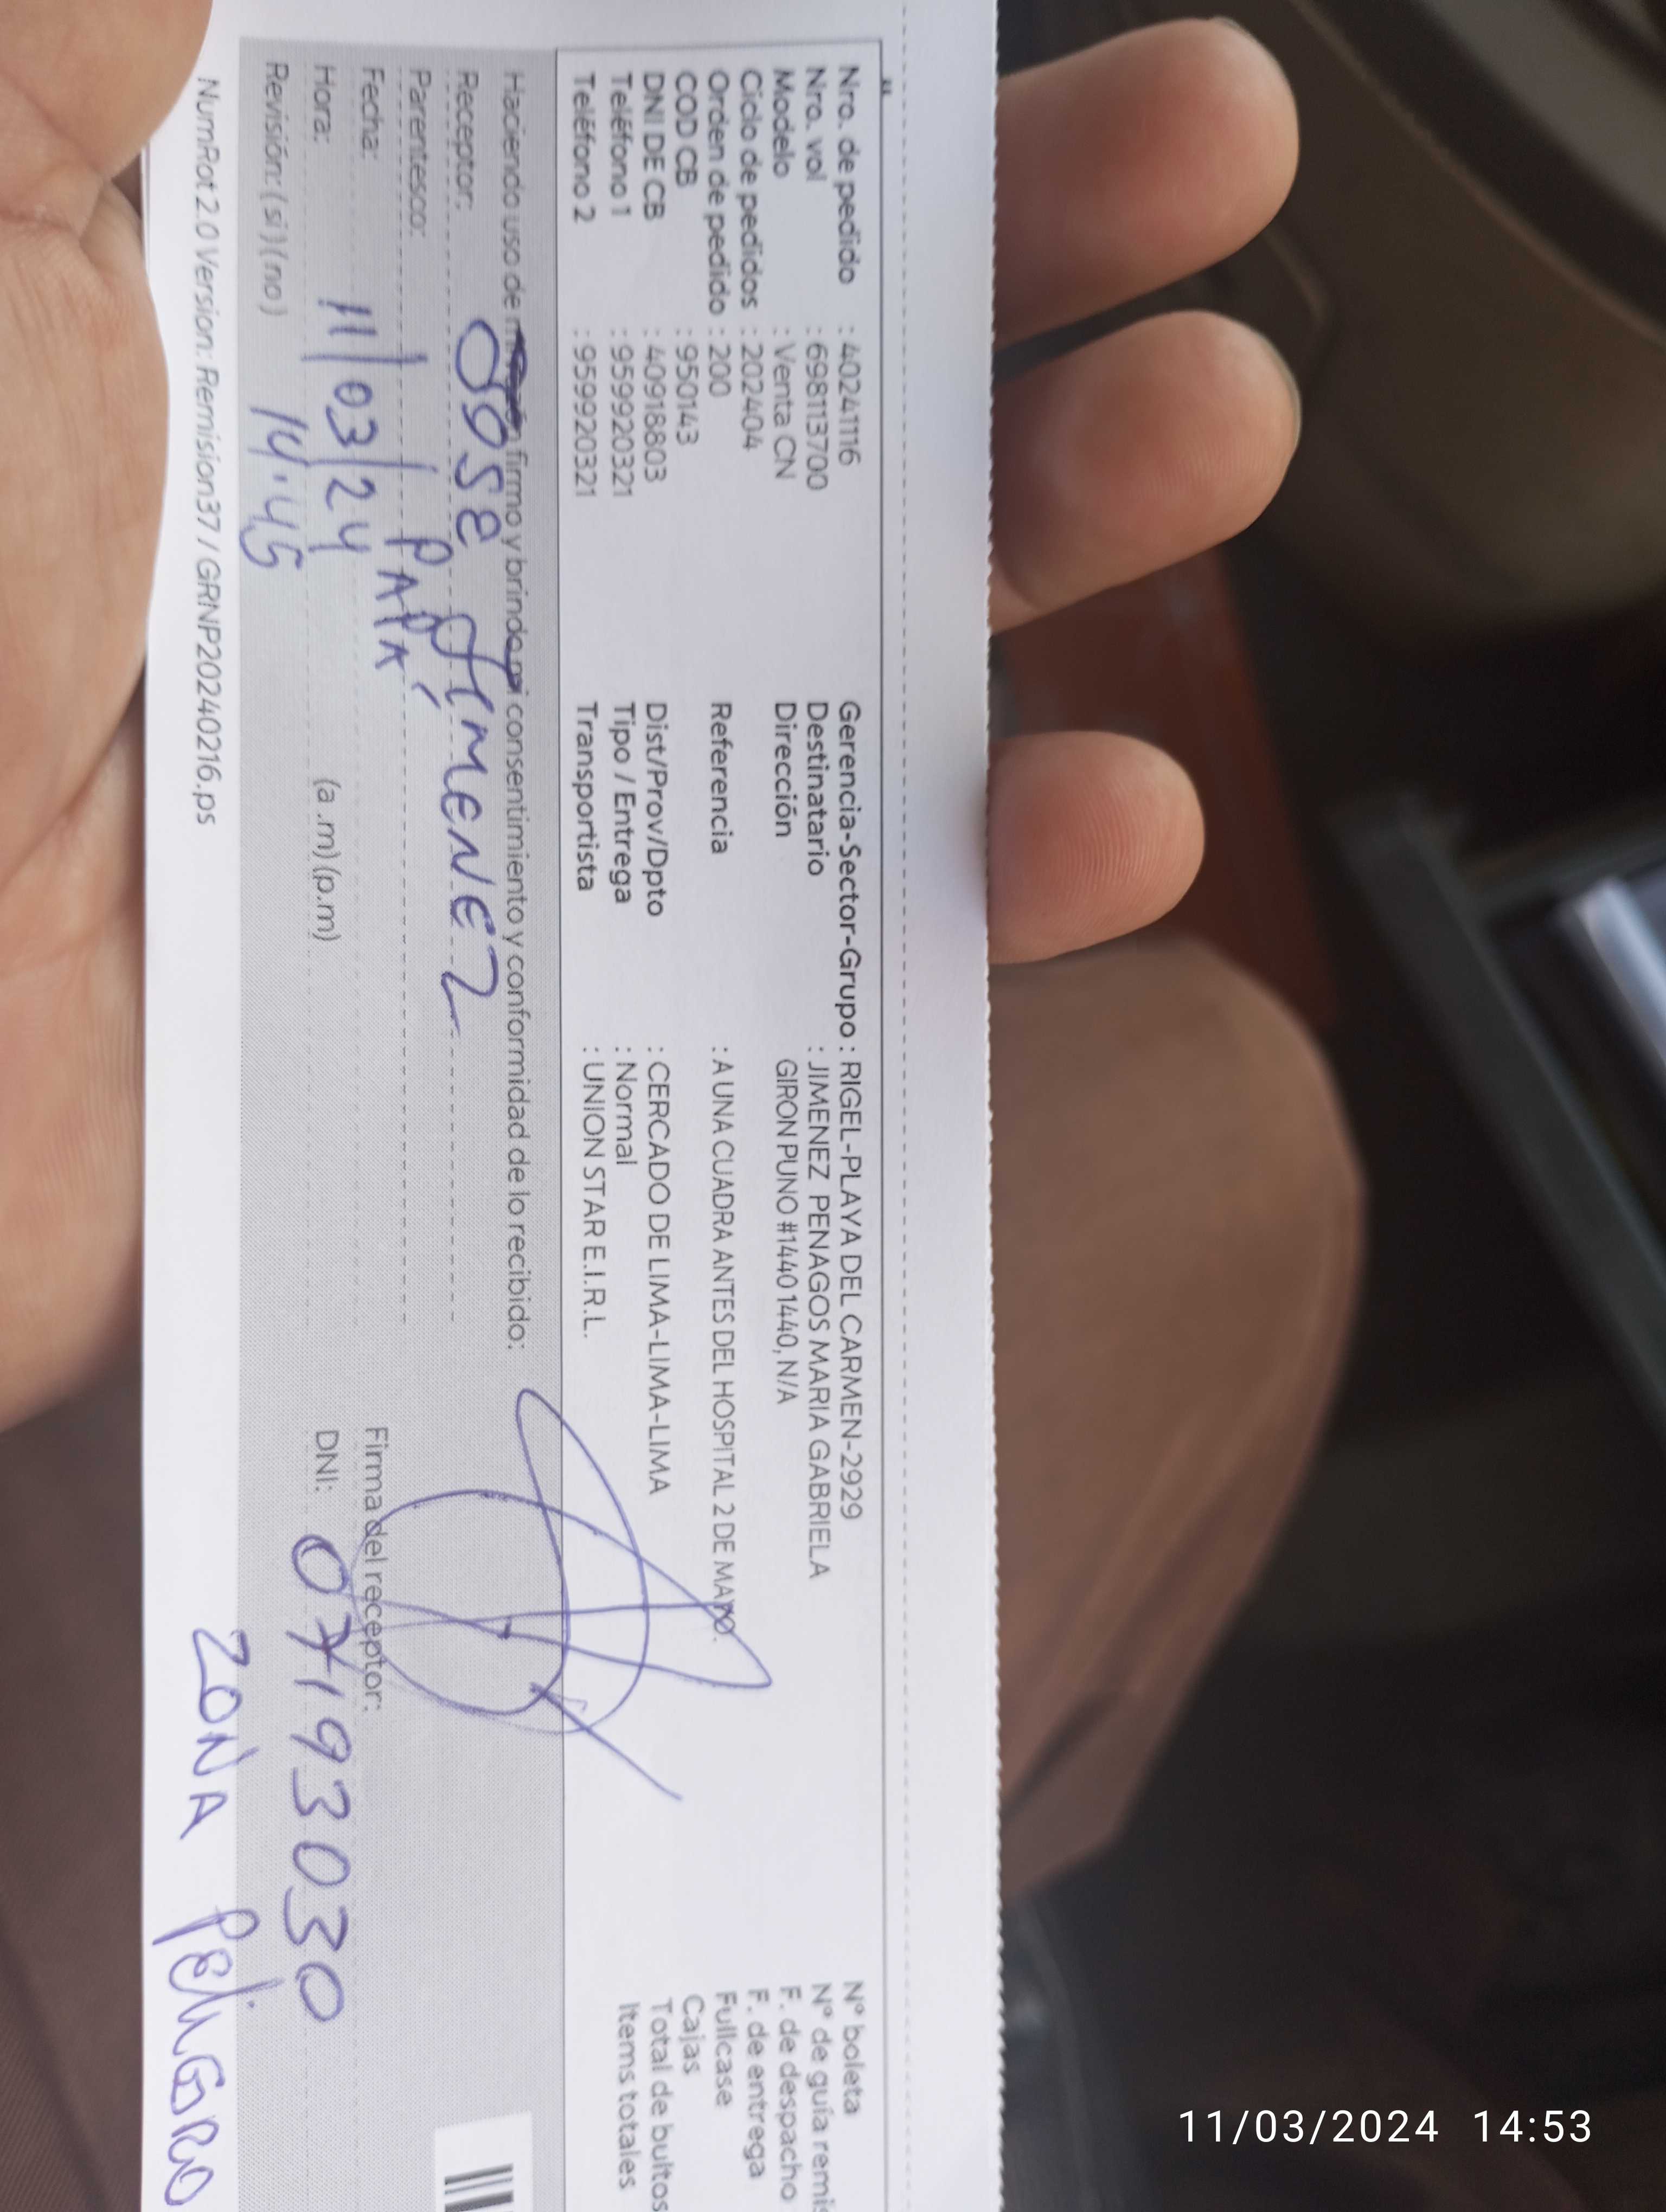 Nro. de pedido : 40241116
Nro. vol : 698113700
Modelo : Venta CN
Ciclo de pedidos : 202404
Orden de pedido : 200
COD CB : 950143
DNI DE CB : 40918803
Teléfono 1 : 959920321
Teléfono 2 : 959920321
Gerencia-Sector-Grupo : RIGEL-PLAYA DEL CARMEN-2929
Destinatario : JIMENEZ PENAGOS MARIA GABRIELA
Dirección GIRON PUNO #1440 1440, N/A
Referencia : A UNA CUADRA ANTES DEL HOSPITAL 2 DE MAYO.
Dist/Prov/Dpto : CERCADO DE LIMA-LIMA-LIMA
Tipo / Entrega : Normal
Transportista : UNION STAR E.I.R.L.
N° boleta
N° de guía remis
F. de despacho
F. de entrega
Fullcase
Cajas
Total de bultos
Items totales
Haciendo uso de firmo y brindo mi consentimiento y conformidad de lo recibido:
Receptor: JOSE JIMENEZ
Parentesco: PAPÁ
Fecha: 11/03/24
Hora: 14.45 (a .m) (p.m)
Revisión: ( si ) ( no )
Firma del receptor:
DNI: 07193030
ZONA PELIGRO
NumRot 2.0 Version: Remision37 / GRNP20240216.ps
11/03/2024 14:53